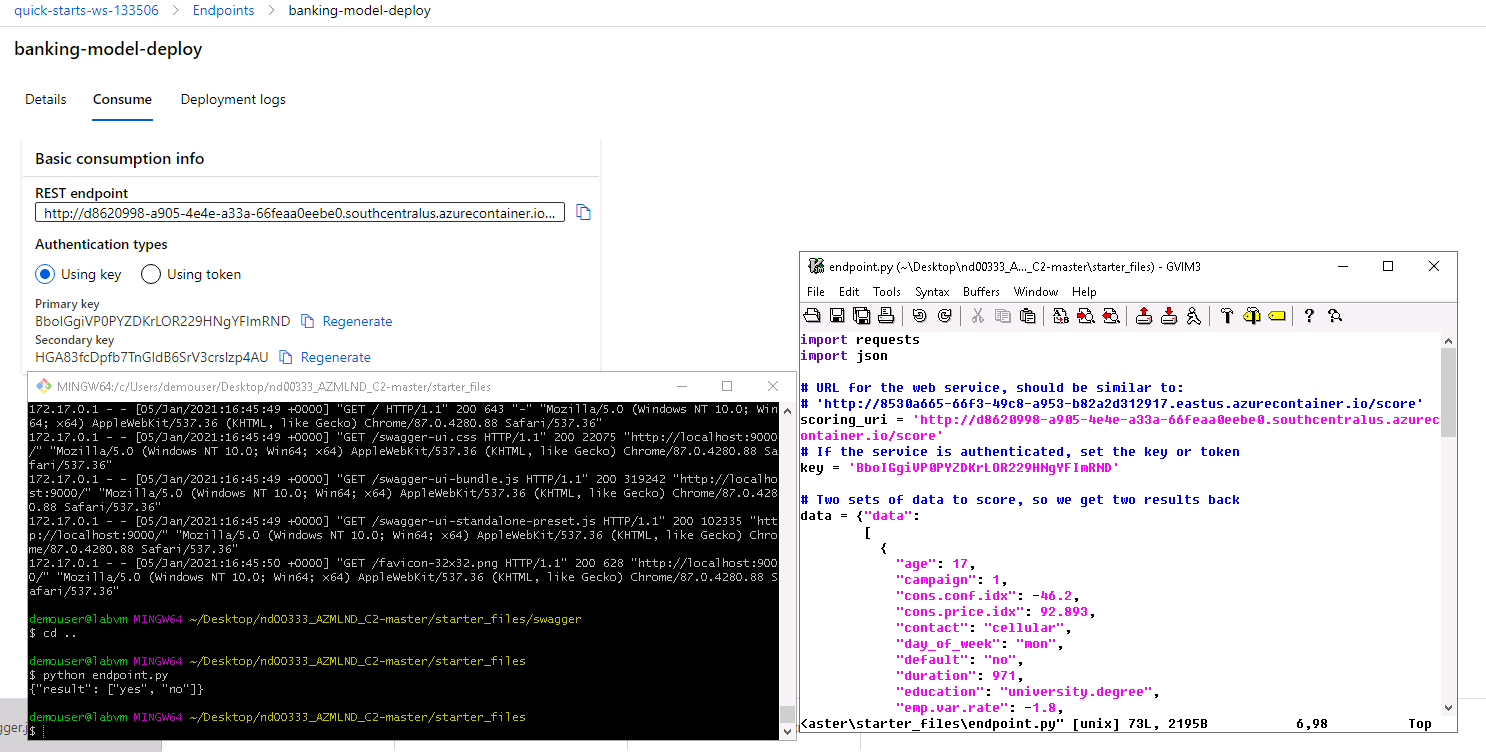 quick-starts-ws-133506 > Endpoints > banking-model-deploy
banking-model-deploy
Details Consume Deployment logs
Basic consumption info
REST endpoint
http://d8620998-a905-4e4e-a33a-66feaa0eebe0.southcentralus.azurecontainer.io...
Authentication types
Using key Using token
Primary key
BboIGgiVP0PYZDKrLOR229HNgYFImRND Regenerate
Secondary key
HGA83fcDpfb7TnGIdB6SrV3crsIzp4AU Regenerate
MINGW64:/c/Users/demouser/Desktop/nd00333_AZMLND_C2-master/starter_files
172.17.0.1 - - [05/Jan/2021:16:45:49 +0000] "GET / HTTP/1.1" 200 643 "-" "Mozilla/5.0 (Windows NT 10.0; Win
64; x64) AppleWebKit/537.36 (KHTML, like Gecko) Chrome/87.0.4280.88 Safari/537.36"
172.17.0.1 - - [05/Jan/2021:16:45:49 +0000] "GET /swagger-ui.css HTTP/1.1" 200 22075 "http://localhost:9000
/" "Mozilla/5.0 (Windows NT 10.0; Win64; x64) AppleWebKit/537.36 (KHTML, like Gecko) Chrome/87.0.4280.88 Sa
fari/537.36"
172.17.0.1 - - [05/Jan/2021:16:45:49 +0000] "GET /swagger-ui-bundle.js HTTP/1.1" 200 319242 "http://localho
st:9000/" "Mozilla/5.0 (Windows NT 10.0; Win64; x64) AppleWebKit/537.36 (KHTML, like Gecko) Chrome/87.0.428
0.88 Safari/537.36"
172.17.0.1 - - [05/Jan/2021:16:45:49 +0000] "GET /swagger-ui-standalone-preset.js HTTP/1.1" 200 102335 "htt
p://localhost:9000/" "Mozilla/5.0 (Windows NT 10.0; Win64; x64) AppleWebKit/537.36 (KHTML, like Gecko) Chro
me/87.0.4280.88 Safari/537.36"
172.17.0.1 - - [05/Jan/2021:16:45:50 +0000] "GET /favicon-32x32.png HTTP/1.1" 200 628 "http://localhost:900
0/" "Mozilla/5.0 (Windows NT 10.0; Win64; x64) AppleWebKit/537.36 (KHTML, like Gecko) Chrome/87.0.4280.88 S
afari/537.36"
demouser@labvm MINGW64 ~/Desktop/nd00333_AZMLND_C2-master/starter_files/swagger
$ cd ..
demouser@labvm MINGW64 ~/Desktop/nd00333_AZMLND_C2-master/starter_files
$ python endpoint.py
{"result": ["yes", "no"]}
demouser@labvm MINGW64 ~/Desktop/nd00333_AZMLND_C2-master/starter_files
$
gger.j
endpoint.py (~\Desktop\nd00333_A..._C2-master\starter_files) - GVIM3
File Edit Tools Syntax Buffers Window Help
import requests
import json
# URL for the web service, should be similar to:
# 'http://8530a665-66f3-49c8-a953-b82a2d312917.eastus.azurecontainer.io/score'
scoring_uri = 'http://d8620998-a905-4e4e-a33a-66feaa0eebe0.southcentralus.azurec
ontainer.io/score'
# If the service is authenticated, set the key or token
key = 'BboIGgiVP0PYZDKrLOR229HNgYFImRND'
# Two sets of data to score, so we get two results back
data = {"data":
[
{
"age": 17,
"campaign": 1,
"cons.conf.idx": -46.2,
"cons.price.idx": 92.893,
"contact": "cellular",
"day_of_week": "mon",
"default": "no",
"duration": 971,
"education": "university.degree",
"emp.var.rate": -1.8,
<aster\starter_files\endpoint.py" [unix] 73L, 2195B 6,98 Top